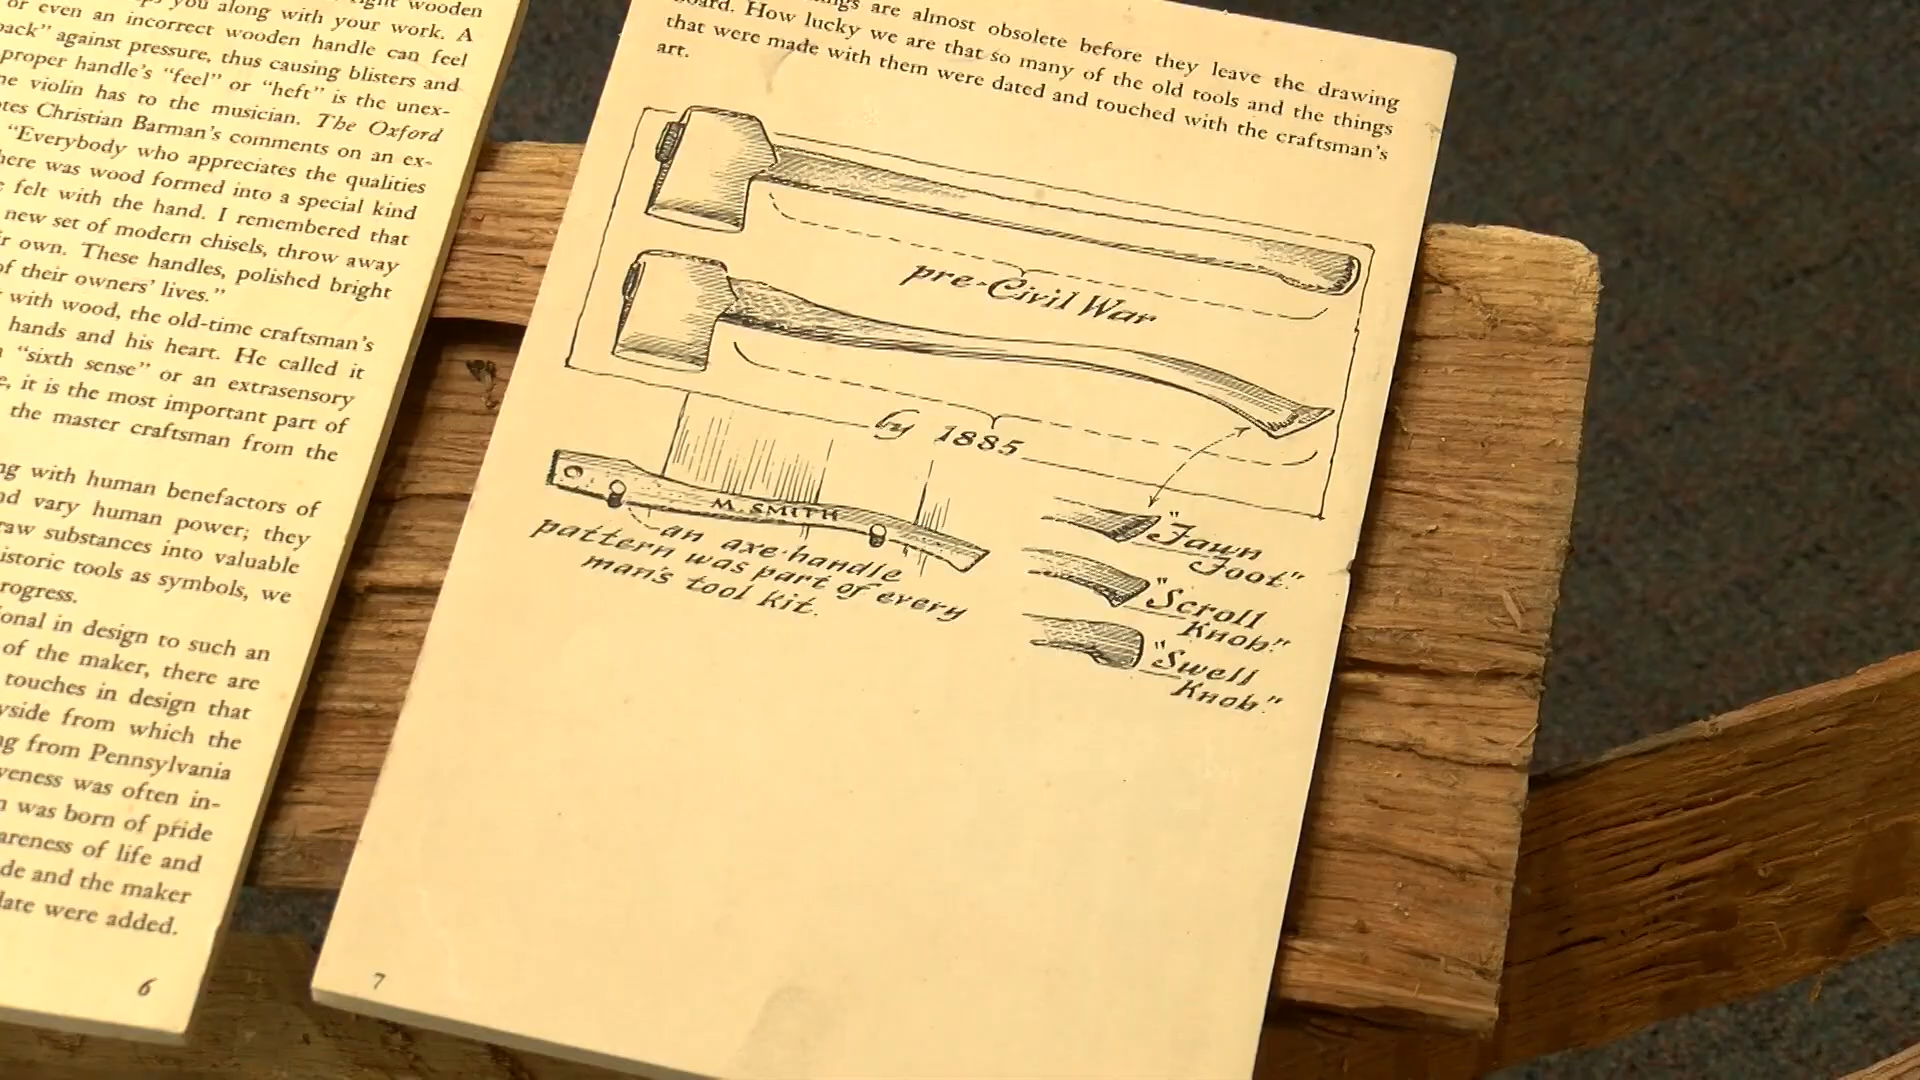 wooden
you along with your work. A
or even an incorrect wooden handle can feel
back" against pressure, thus causing blisters and
proper handle's "feel" or "heft" is the unex-
violin has to the musician. The Oxford
Christian Barman's comments on an ex-
"Everybody who appreciates the qualities
here was wood formed into a special kind
felt with the hand. I remembered that
new set of modern chisels, throw away
own. These handles, polished bright
of their owners' lives."
with wood, the old-time craftsman's
hands and his heart. He called it
"sixth sense" or an extrasensory
it is the most important part of
the master craftsman from the
with human benefactors of
vary human power; they
raw substances into valuable
historic tools as symbols, we
progress.
in design to such an
of the maker, there are
touches in design that
from which the
from Pennsylvania
was often in-
was born of pride
of life and
and the maker
were added.
6
are almost obsolete before they leave the drawing
board. How lucky we are that so many of the old tools and the things
that were made with them were dated and touched with the craftsman's
art.
pre-Civil War
by 1885
M. SMITH
an axe-handle
pattern was part of every
man's tool kit.
"Fawn
Foot"
"Scroll
Knob"
"Swell
Knob"
7